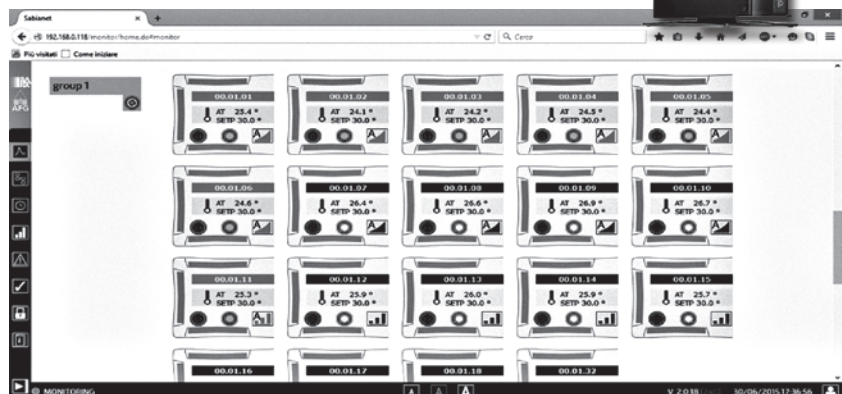 Sabianet
192.168.0.118/monitor/home.do#monitor
Cerca
Più visitati Come iniziare
group 1
00.01.01
AT 25.4 °
SETP 30.0 °
00.01.02
AT 24.1 °
SETP 30.0 °
00.01.03
AT 24.2 °
SETP 30.0 °
00.01.04
AT 24.5 °
SETP 30.0 °
00.01.05
AT 24.4 °
SETP 30.0 °
00.01.06
AT 24.6 °
SETP 30.0 °
00.01.07
AT 26.4 °
SETP 30.0 °
00.01.08
AT 26.6 °
SETP 30.0 °
00.01.09
AT 26.9 °
SETP 30.0 °
00.01.10
AT 26.7 °
SETP 30.0 °
00.01.11
AT 25.3 °
SETP 30.0 °
00.01.12
AT 25.9 °
SETP 30.0 °
00.01.13
AT 26.0 °
SETP 30.0 °
00.01.14
AT 25.9 °
SETP 30.0 °
00.01.15
AT 25.7 °
SETP 30.0 °
00.01.16
00.01.17
00.01.18
00.01.32
MONITORING
A A A
V. 2.0.18
30/06/2015 17:36:56